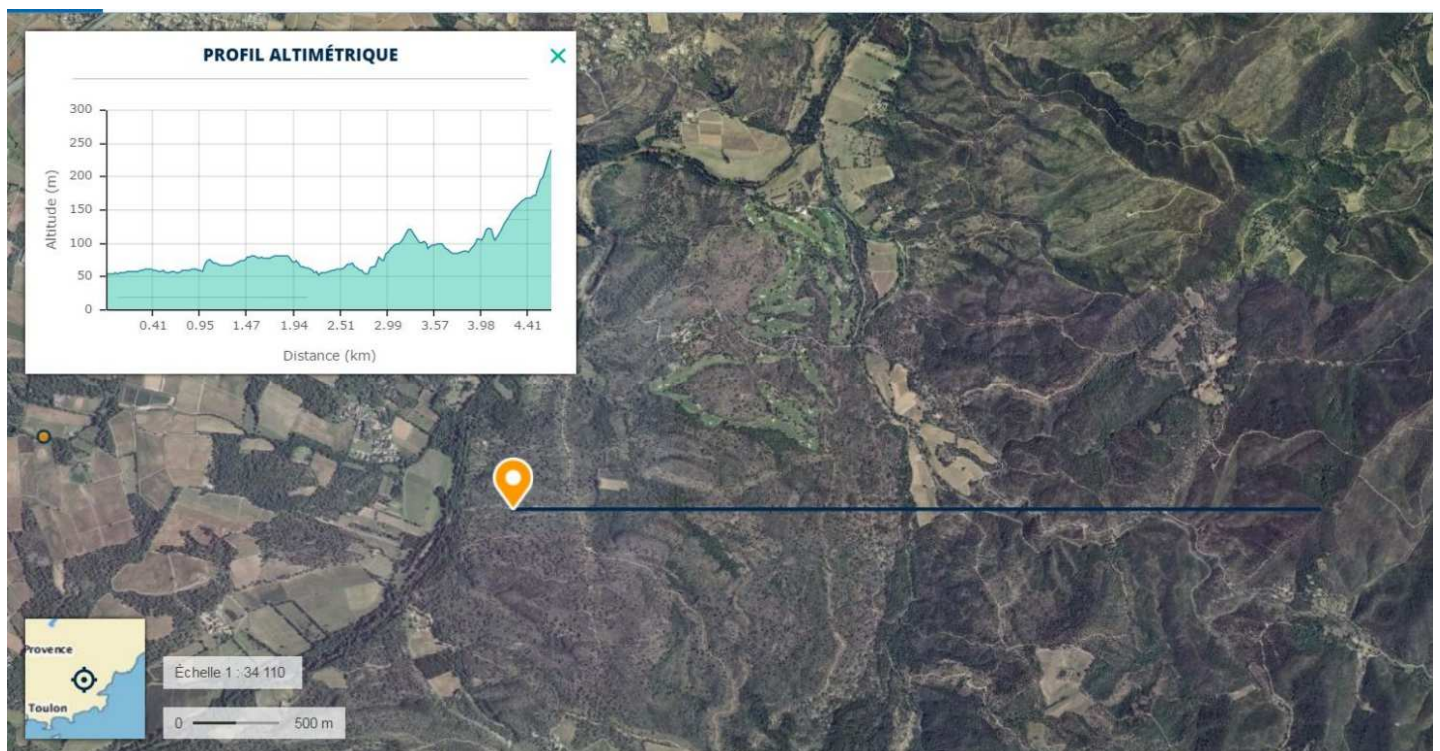 PROFIL ALTIMÉTRIQUE
300
250
200
150
100
50
0
Altitude (m)
0.41 0.95 1.47 1.94 2.51 2.99 3.57 3.98 4.41
Distance (km)
Provence
Toulon
Échelle 1 : 34 110
0 500 m